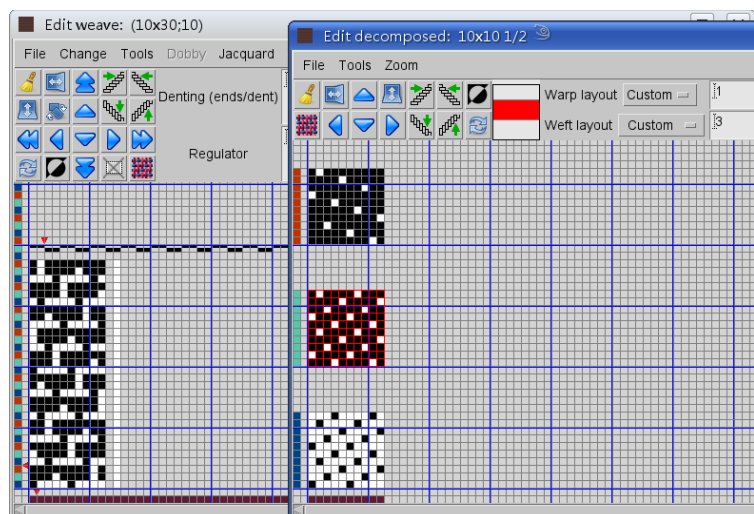 Edit weave: (10x30;10)
File Change Tools Dobby Jacquard
Denting (ends/dent)
Regulator
Edit decomposed: 10x10 1/2
File Tools Zoom
Warp layout Custom 1
Weft layout Custom 3